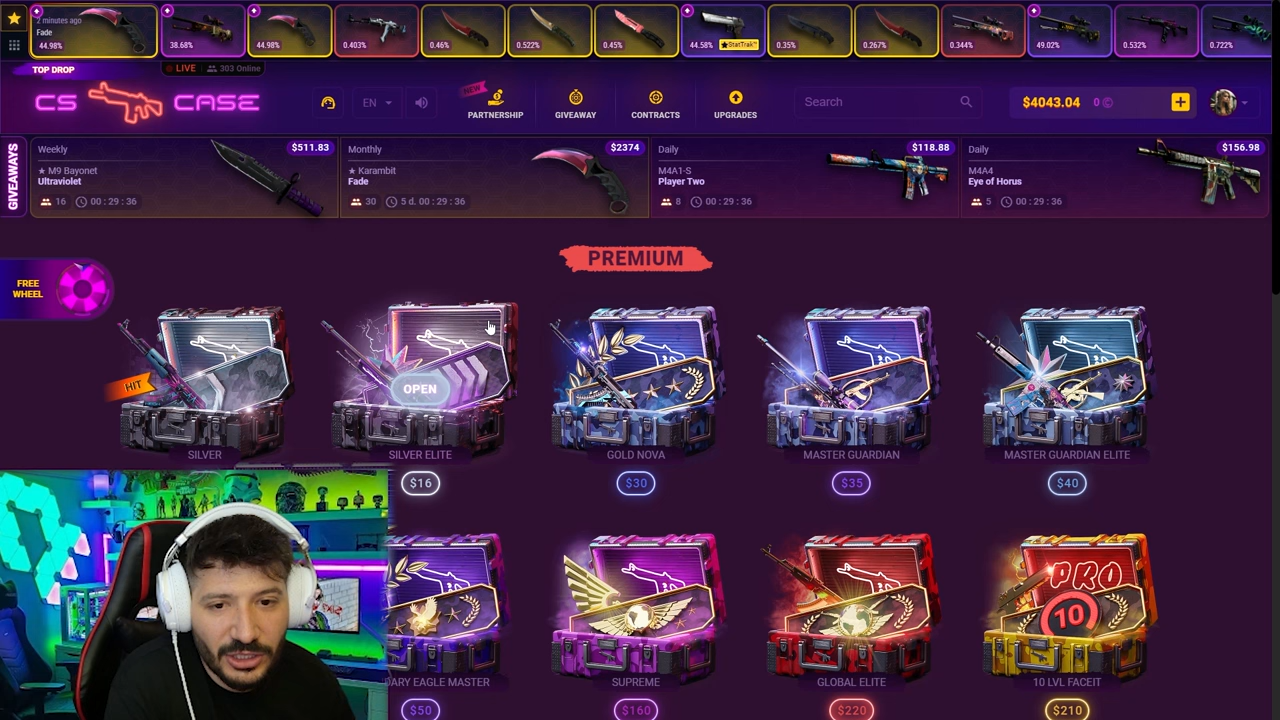 2 minutes ago
Fade
44.98%
38.68%
44.98%
0.403%
0.46%
0.522%
0.45%
44.58%
★StatTrak™
0.35%
0.267%
0.344%
49.02%
0.532%
0.722%
TOP DROP
LIVE
303 Online
CS CASE
EN
NEW
PARTNERSHIP
GIVEAWAY
CONTRACTS
UPGRADES
Search
$4043.04
0
GIVEAWAYS
Weekly
$511.83
★ M9 Bayonet
Ultraviolet
16
00 : 29 : 36
Monthly
$2374
★ Karambit
Fade
30
5 d. 00 : 29 : 36
Daily
$118.88
M4A1-S
Player Two
8
00 : 29 : 36
Daily
$156.98
M4A4
Eye of Horus
5
00 : 29 : 36
FREE
WHEEL
PREMIUM
HIT
OPEN
SILVER
SILVER ELITE
GOLD NOVA
MASTER GUARDIAN
MASTER GUARDIAN ELITE
$16
$30
$35
$40
PRO
10
DARY EAGLE MASTER
SUPREME
GLOBAL ELITE
10 LVL FACEIT
$50
$160
$220
$210